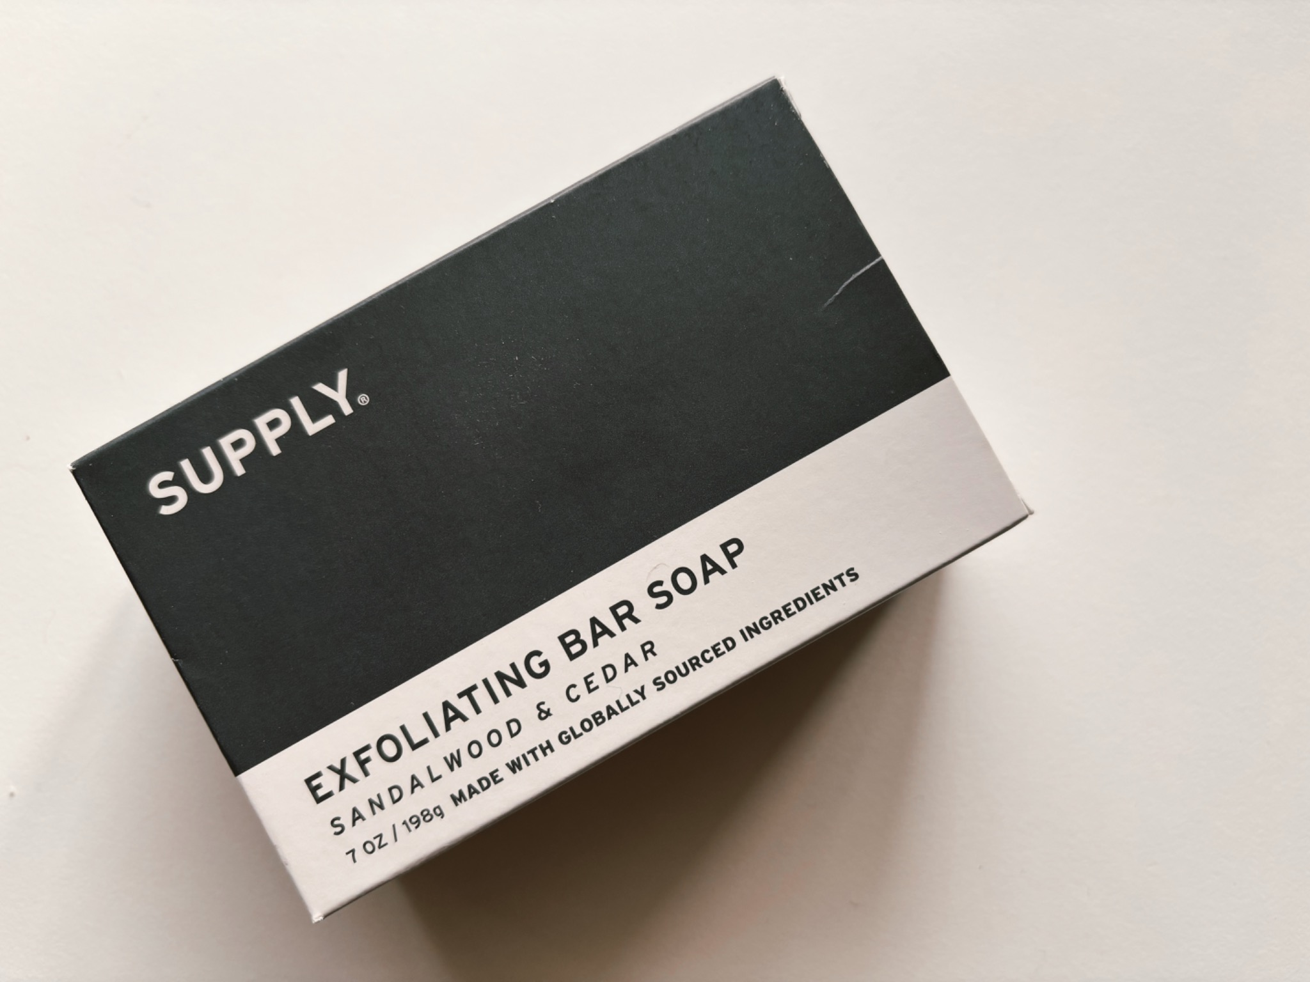 SUPPLY.®
EXFOLIATING BAR SOAP
SANDALWOOD & CEDAR
7 OZ / 198g MADE WITH GLOBALLY SOURCED INGREDIENTS